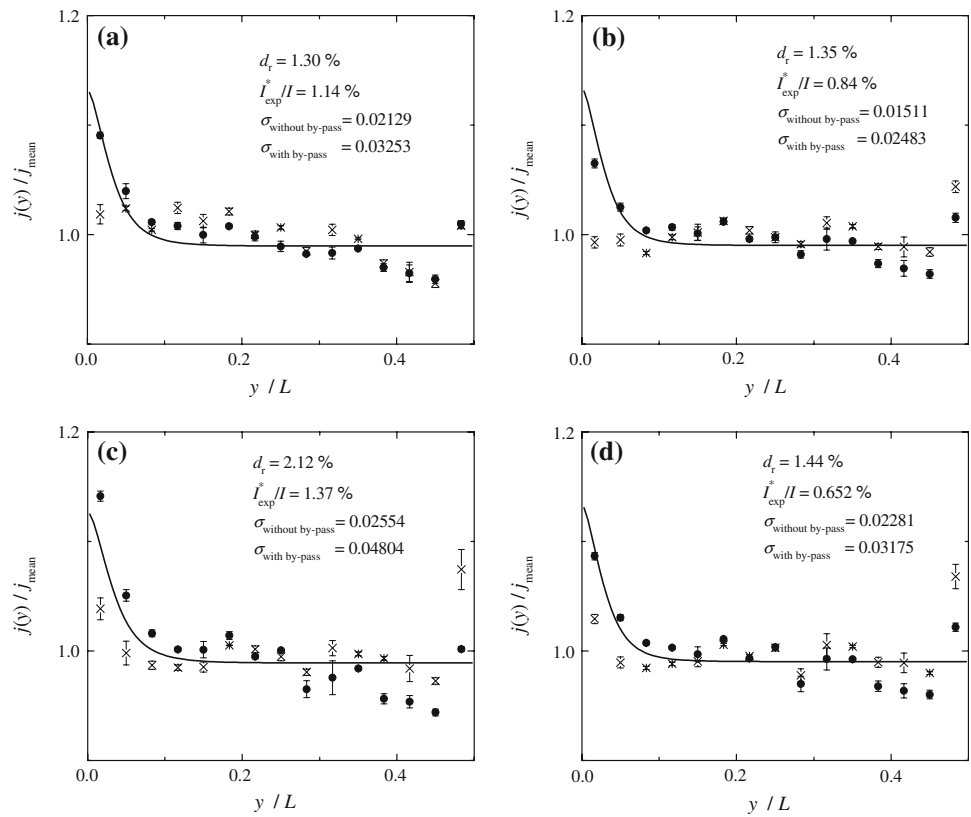 (a)
d_r = 1.30 %
I*_exp/I = 1.14 %
σ_without by-pass = 0.02129
σ_with by-pass = 0.03253
1.2
1.0
j(y) / j_mean
0.0 0.2 0.4
y / L
(b)
d_r = 1.35 %
I*_exp/I = 0.84 %
σ_without by-pass = 0.01511
σ_with by-pass = 0.02483
1.2
1.0
j(y) / j_mean
0.0 0.2 0.4
y / L
(c)
d_r = 2.12 %
I*_exp/I = 1.37 %
σ_without by-pass = 0.02554
σ_with by-pass = 0.04804
1.2
1.0
j(y) / j_mean
0.0 0.2 0.4
y / L
(d)
d_r = 1.44 %
I*_exp/I = 0.652 %
σ_without by-pass = 0.02281
σ_with by-pass = 0.03175
1.2
1.0
j(y) / j_mean
0.0 0.2 0.4
y / L